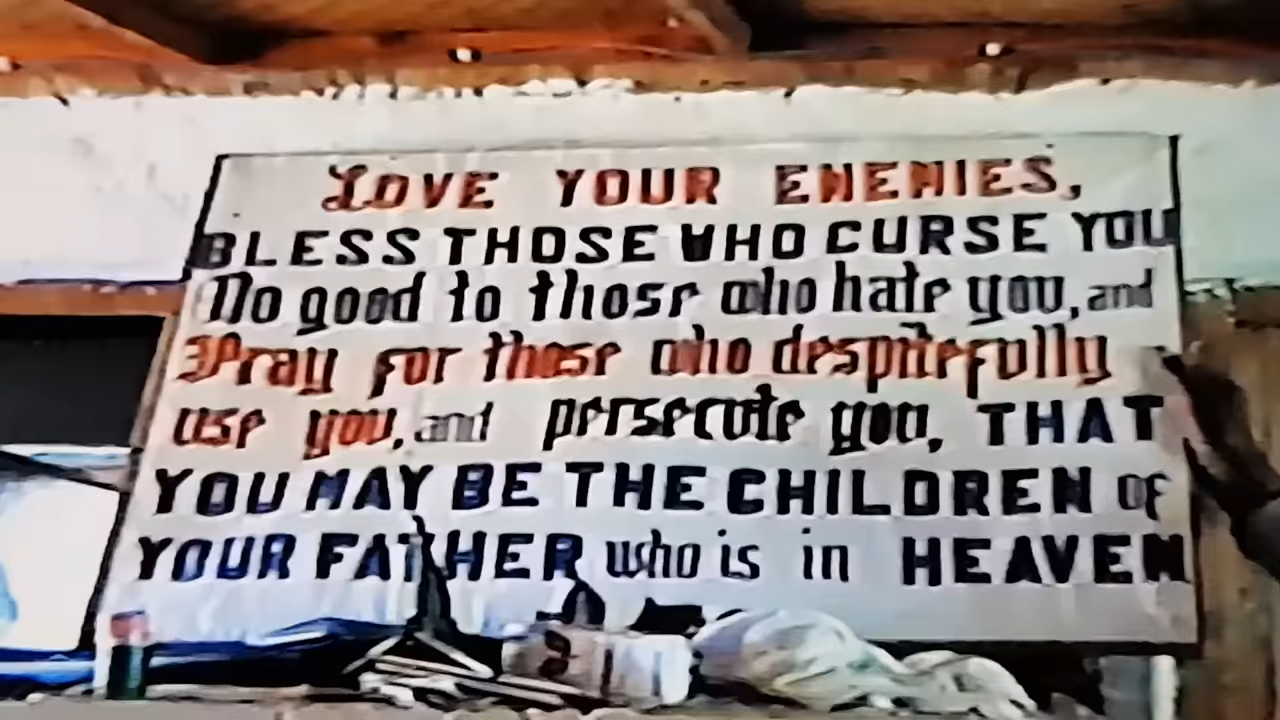 LOVE YOUR ENEMIES,
BLESS THOSE WHO CURSE YOU
Do good to those who hate you, and
Pray for those who despitefully
use you, and persecute you, THAT
YOU MAY BE THE CHILDREN OF
YOUR FATHER who is in HEAVEN